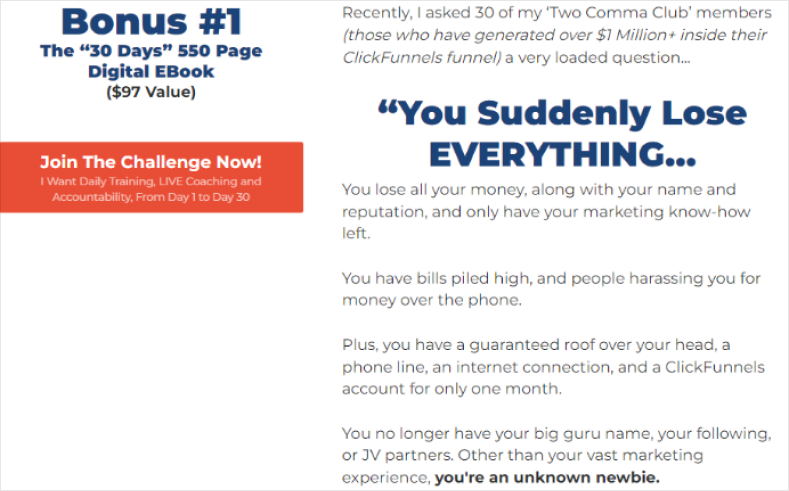 Bonus #1
The “30 Days” 550 Page
Digital EBook
($97 Value)
Join The Challenge Now!
I Want Daily Training, LIVE Coaching and
Accountability, From Day 1 to Day 30
Recently, I asked 30 of my ‘Two Comma Club’ members
(those who have generated over $1 Million+ inside their
ClickFunnels funnel) a very loaded question...
“You Suddenly Lose
EVERYTHING...
You lose all your money, along with your name and
reputation, and only have your marketing know-how
left.
You have bills piled high, and people harassing you for
money over the phone.
Plus, you have a guaranteed roof over your head, a
phone line, an internet connection, and a ClickFunnels
account for only one month.
You no longer have your big guru name, your following,
or JV partners. Other than your vast marketing
experience, you're an unknown newbie.